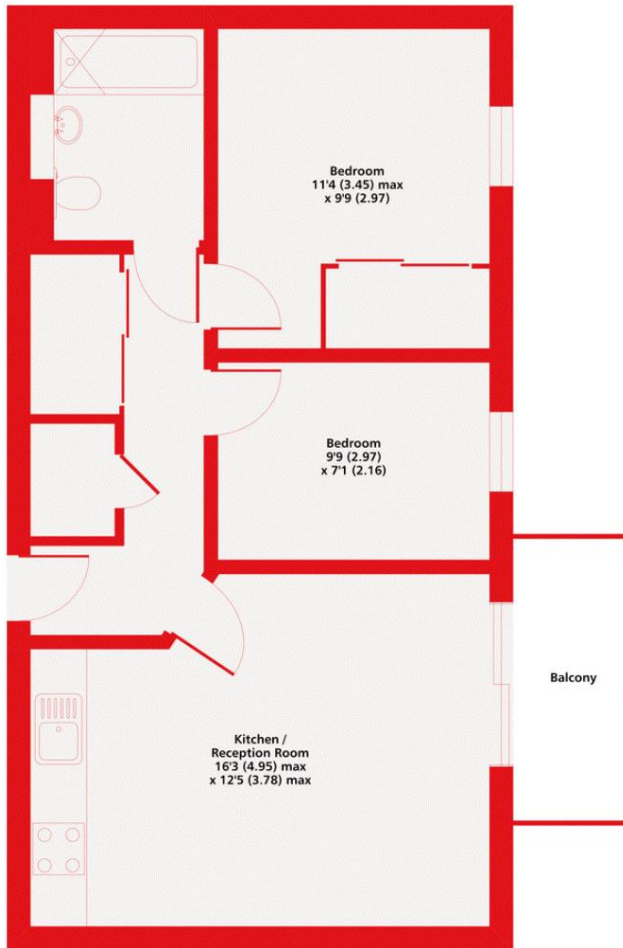 Bedroom
11'4 (3.45) max
x 9'9 (2.97)
Bedroom
9'9 (2.97)
x 7'1 (2.16)
Balcony
Kitchen /
Reception Room
16'3 (4.95) max
x 12'5 (3.78) max